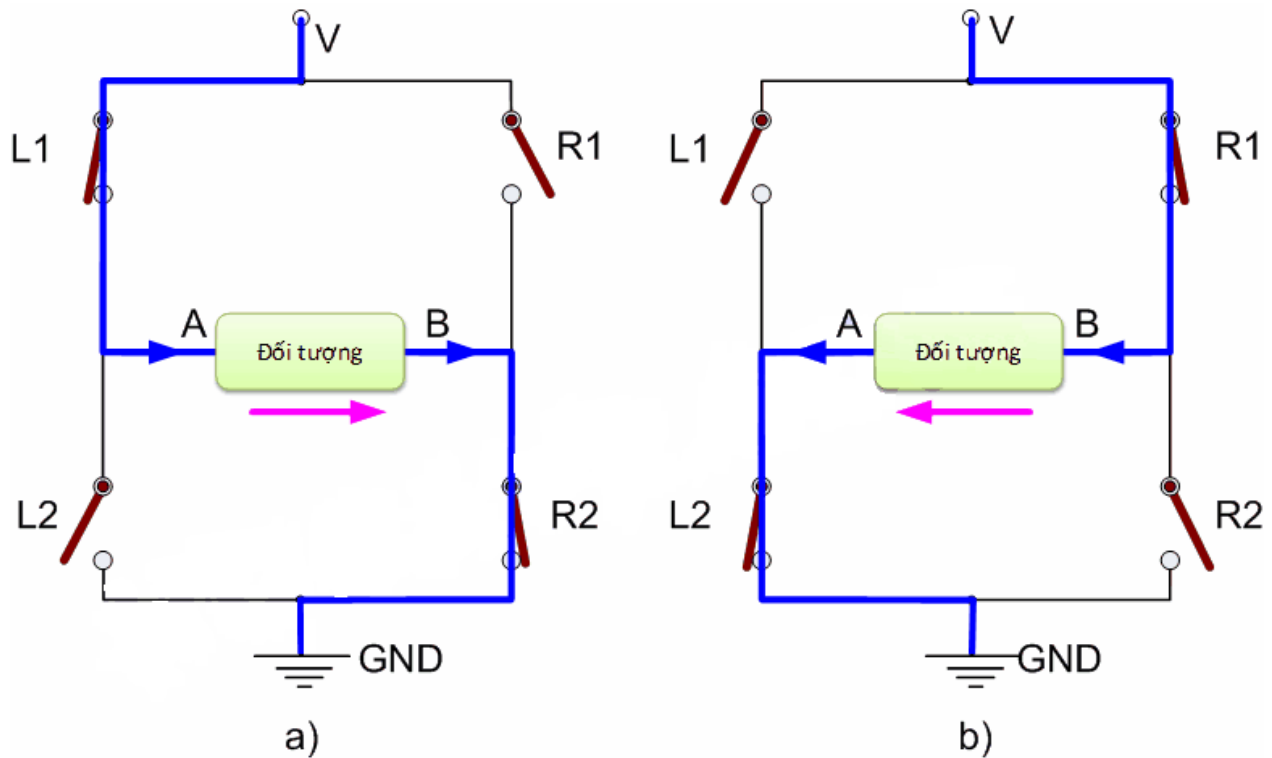 V
L1
R1
A
Đối tượng
B
L2
R2
GND
a)
V
L1
R1
A
Đối tượng
B
L2
R2
GND
b)